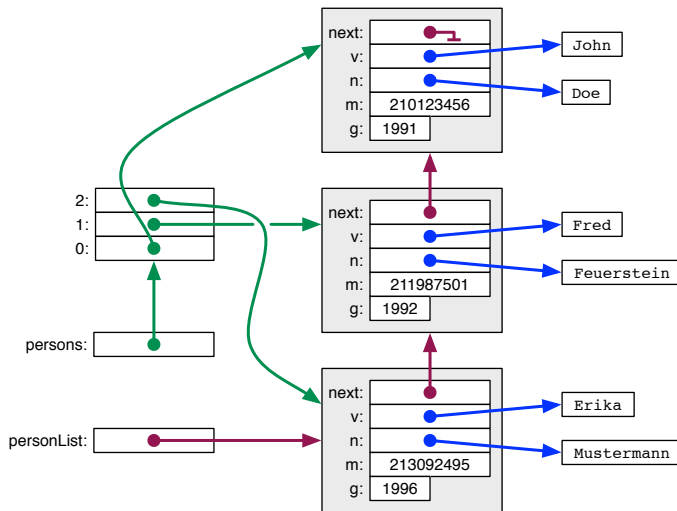 next:
v: John
n: Doe
m: 210123456
g: 1991
2:
1:
0:
next:
v: Fred
n: Feuerstein
m: 211987501
g: 1992
persons:
next:
v: Erika
personList:
n: Mustermann
m: 213092495
g: 1996